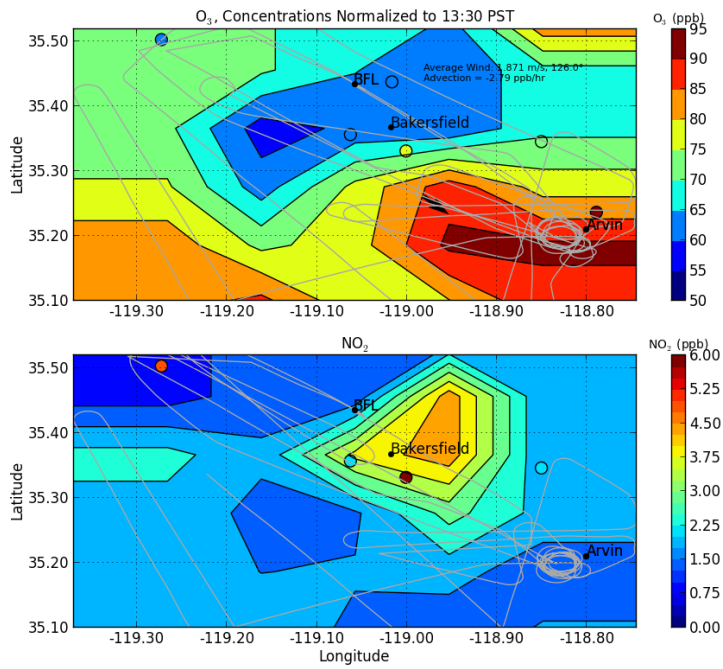 O₃, Concentrations Normalized to 13:30 PST
O₃ (ppb)
Average Wind: 1.871 m/s, 126.0°
Advection = -2.79 ppb/hr
BFL
Bakersfield
Arvin
Latitude
35.50
35.40
35.30
35.20
35.10
-119.30
-119.20
-119.10
-119.00
-118.90
-118.80
95
90
85
80
75
70
65
60
55
50
NO₂
NO₂ (ppb)
BFL
Bakersfield
Arvin
Latitude
35.50
35.40
35.30
35.20
35.10
-119.30
-119.20
-119.10
-119.00
-118.90
-118.80
Longitude
6.00
5.25
4.50
3.75
3.00
2.25
1.50
0.75
0.00